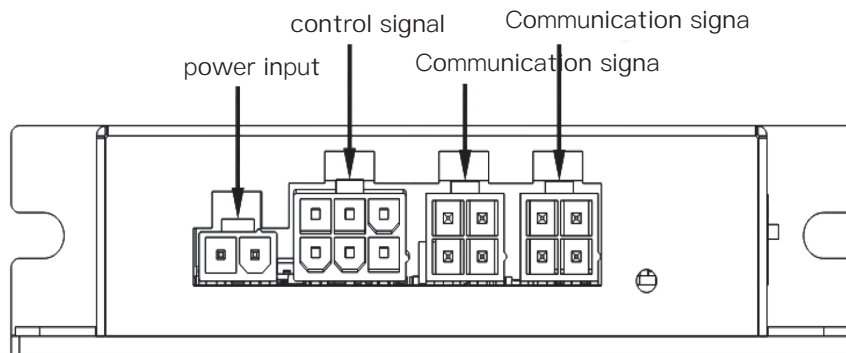 Communication signa
control signal
Communication signa
power input